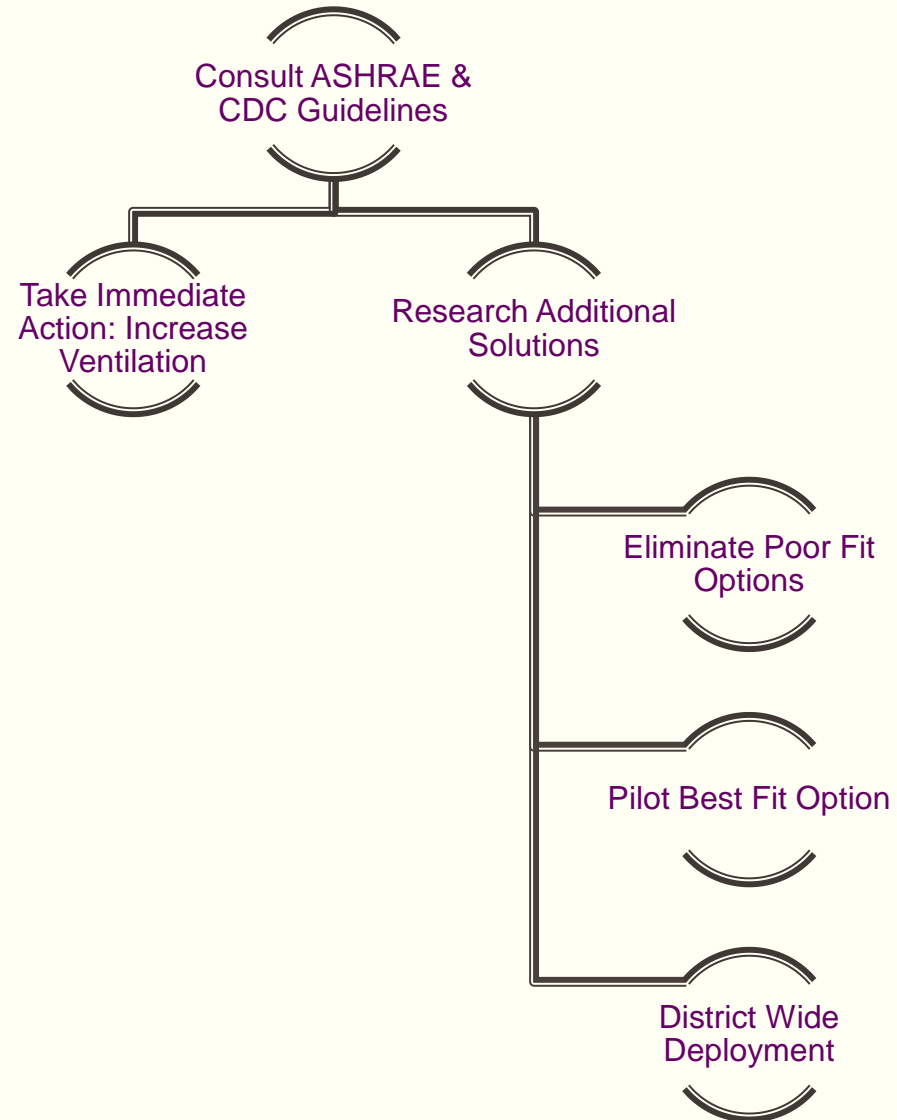 Consult ASHRAE &
CDC Guidelines
Take Immediate
Action: Increase
Ventilation
Research Additional
Solutions
Eliminate Poor Fit
Options
Pilot Best Fit Option
District Wide
Deployment